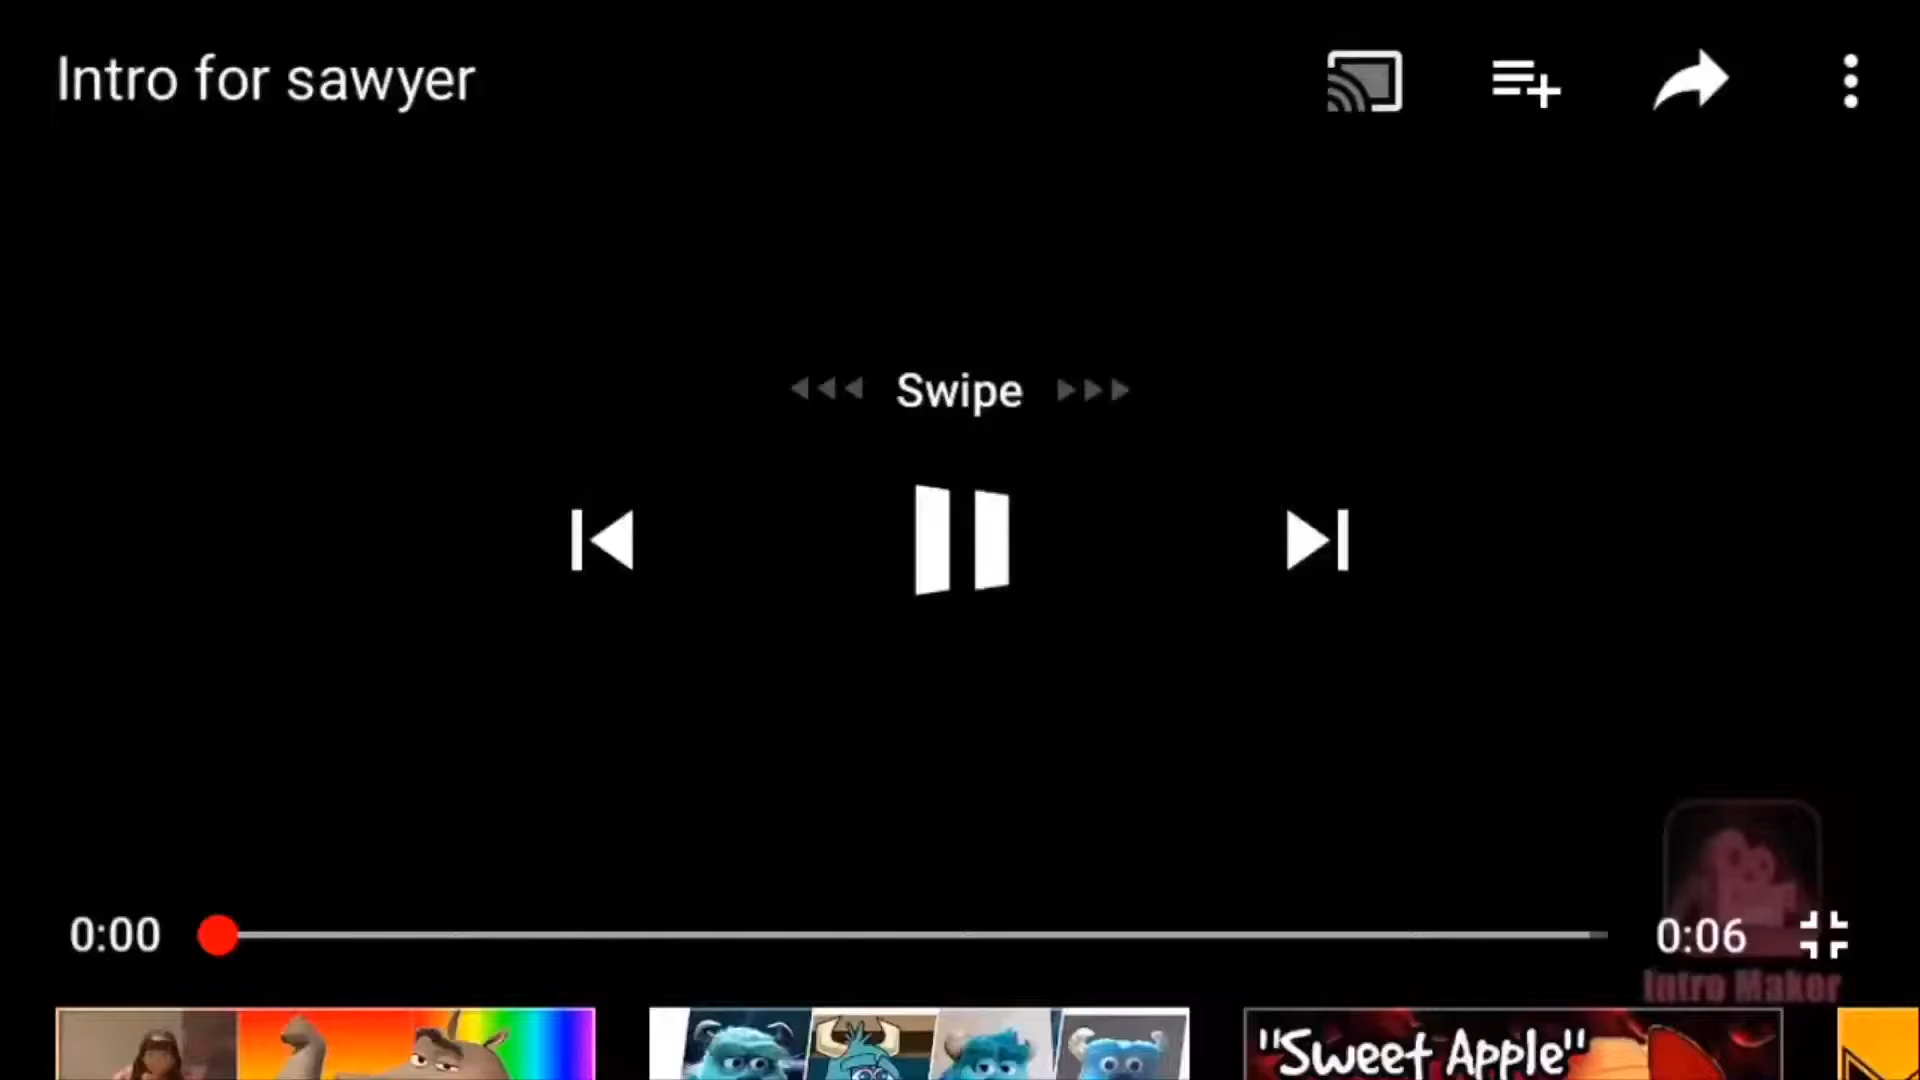 Intro for sawyer
Swipe
0:00
0:06
Intro Maker
"Sweet Apple"